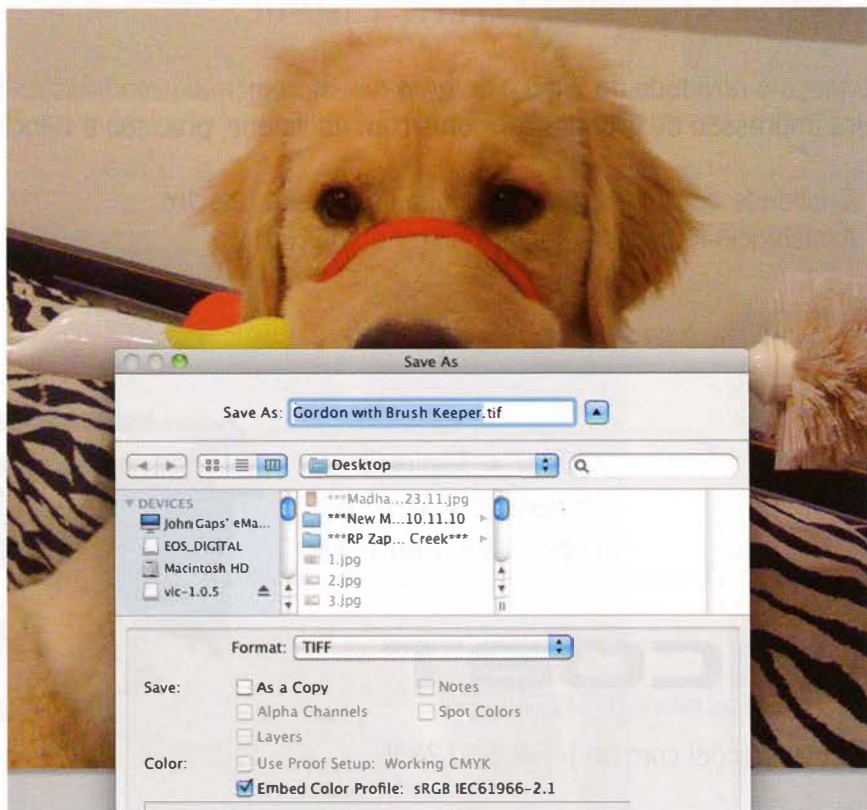 Save As
Save As: Gordon with Brush Keeper.tif
Desktop
DEVICES
John Gaps' eMa...
EOS_DIGITAL
Macintosh HD
vlc-1.0.5
***Madha...23.11.jpg
***New M...10.11.10
***RP Zap... Creek***
1.jpg
2.jpg
3.jpg
Format: TIFF
Save: As a Copy Notes
Alpha Channels Spot Colors
Layers
Color: Use Proof Setup: Working CMYK
Embed Color Profile: sRGB IEC61966-2.1